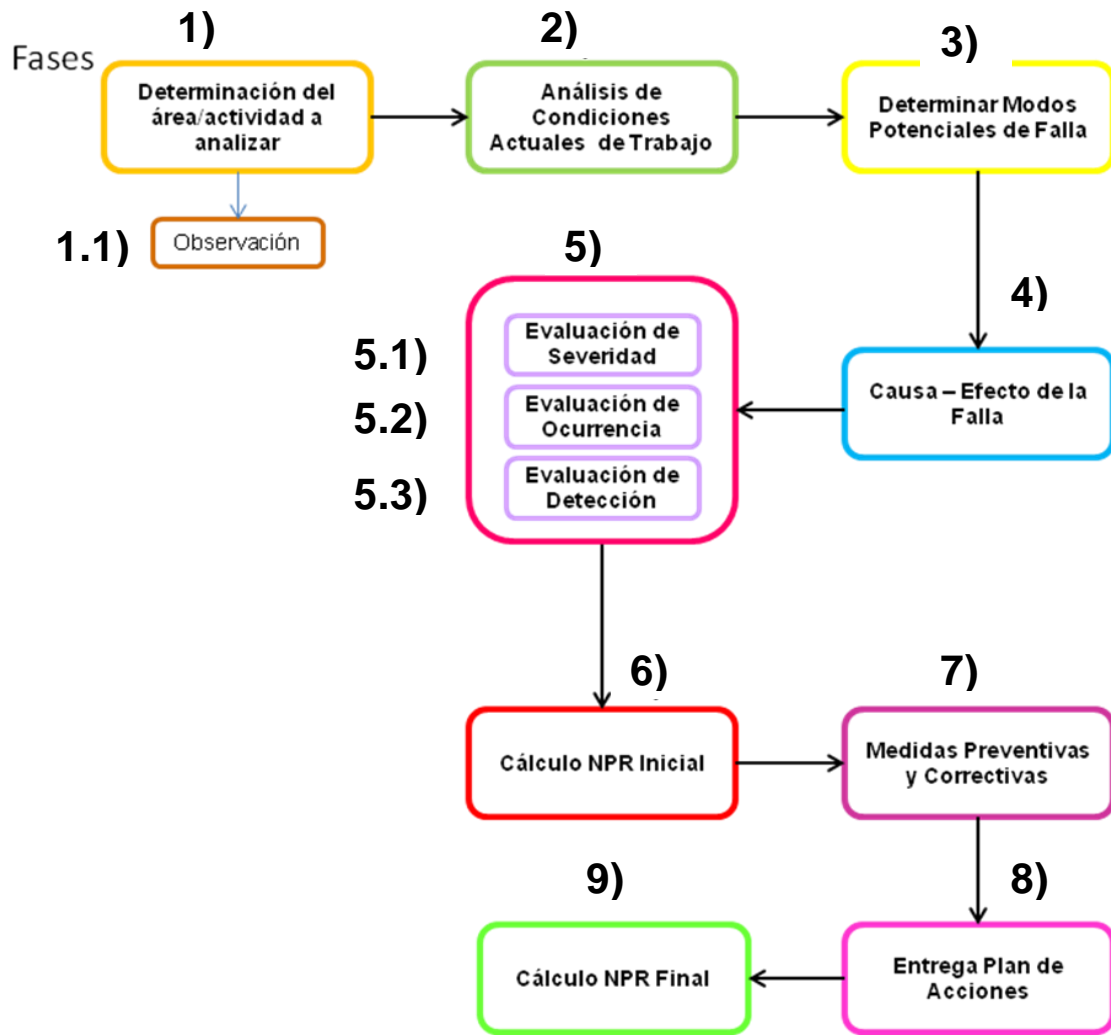 Fases
1)
Determinación del
área/actividad a
analizar
1.1)
Observación
2)
Análisis de
Condiciones
Actuales de Trabajo
3)
Determinar Modos
Potenciales de Falla
4)
Causa – Efecto de la
Falla
5)
5.1)
Evaluación de
Severidad
5.2)
Evaluación de
Ocurrencia
5.3)
Evaluación de
Detección
6)
Cálculo NPR Inicial
7)
Medidas Preventivas
y Correctivas
8)
Entrega Plan de
Acciones
9)
Cálculo NPR Final